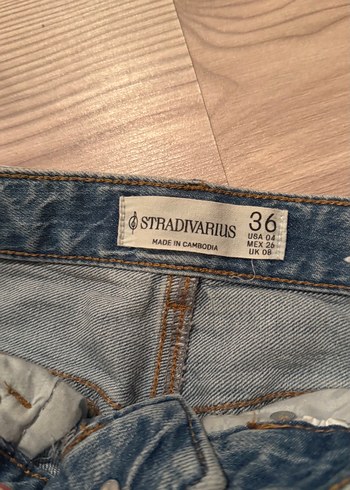 STRADIVARIUS
MADE IN CAMBODIA
36
USA 04
MEX 26
UK 08